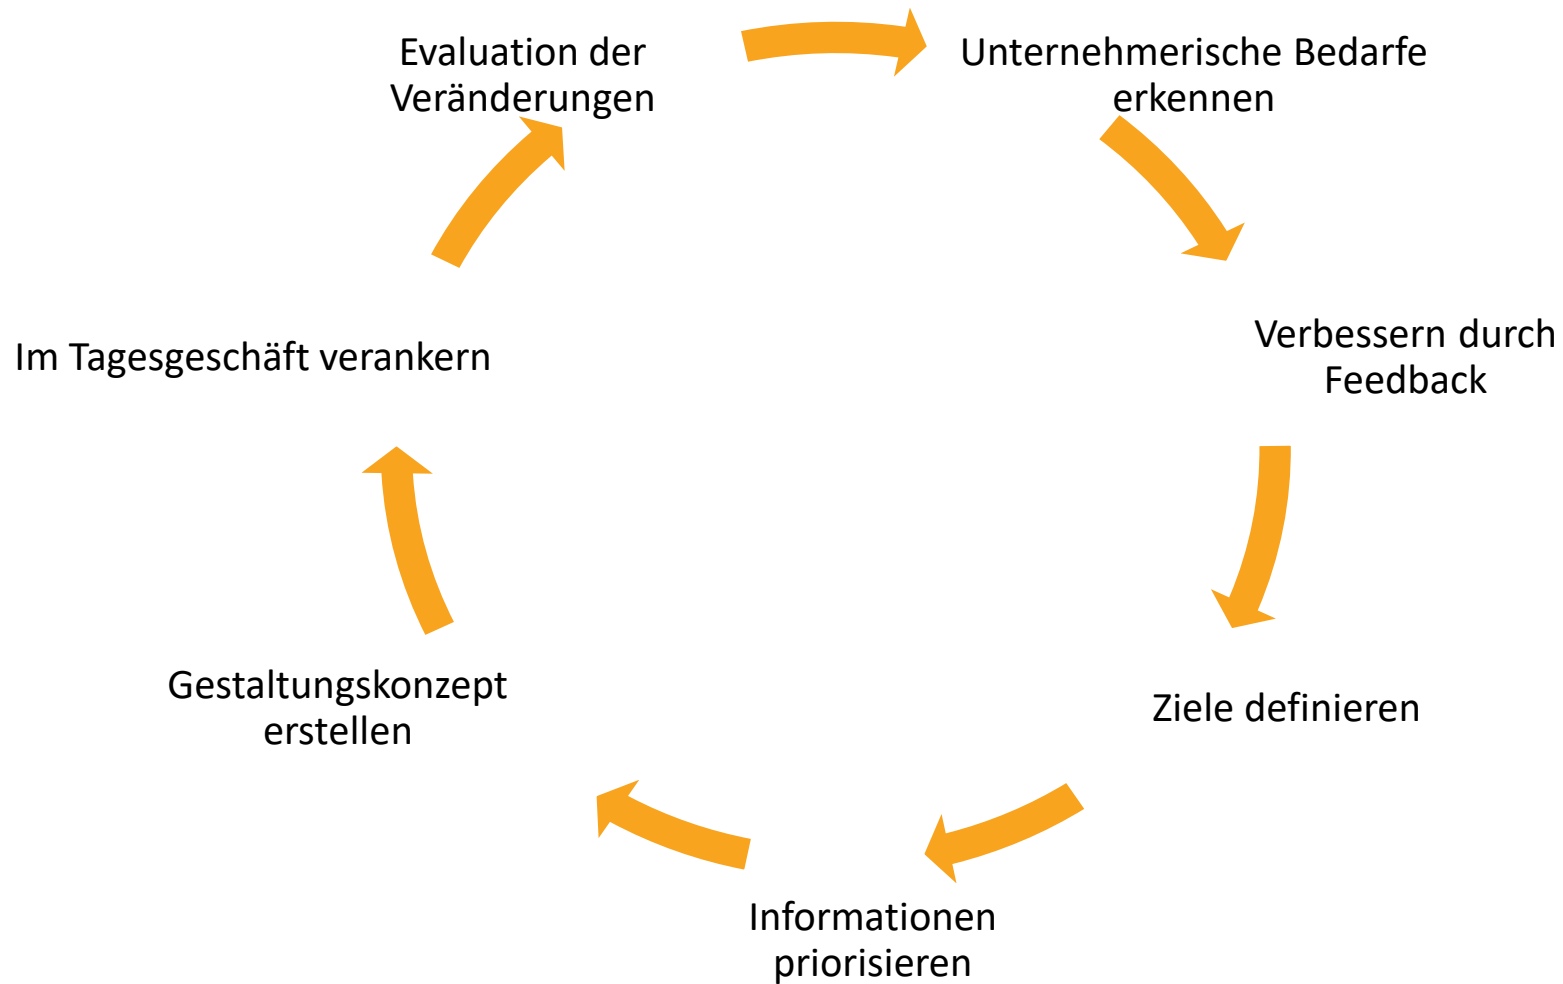 Evaluation der
Veränderungen
Unternehmerische Bedarfe
erkennen
Verbessern durch
Feedback
Ziele definieren
Informationen
priorisieren
Gestaltungskonzept
erstellen
Im Tagesgeschäft verankern